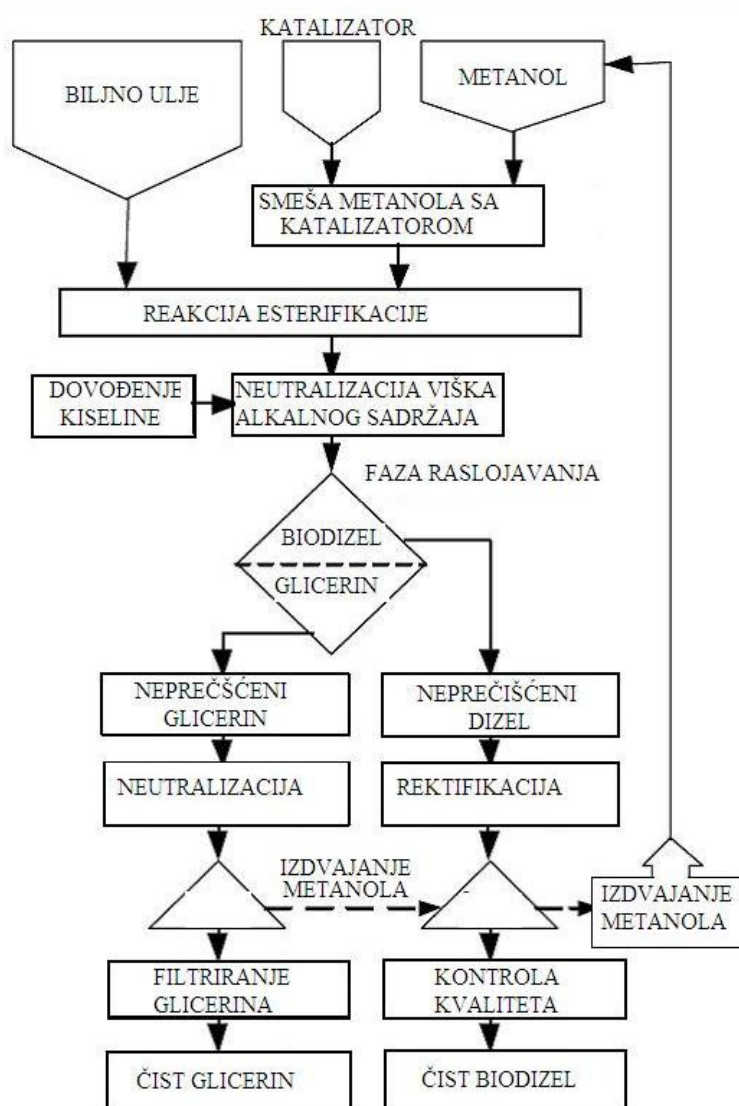 KATALIZATOR
BILJNO ULJE
METANOL
SMEŠA METANOLA SA
KATALIZATOROM
REAKCIJA ESTERIFIKACIJE
DOVOĐENJE
KISELINE
NEUTRALIZACIJA VIŠKA
ALKALNOG SADRŽAJA
FAZA RASLOJAVANJA
BIODIZEL
GLICERIN
NEPREČŠĆENI
GLICERIN
NEPREČIŠĆENI
DIZEL
NEUTRALIZACIJA
REKTIFIKACIJA
IZDVAJANJE
METANOLA
IZDVAJANJE
METANOLA
FILTRIRANJE
GLICERINA
KONTROLA
KVALITETA
ČIST GLICERIN
ČIST BIODIZEL